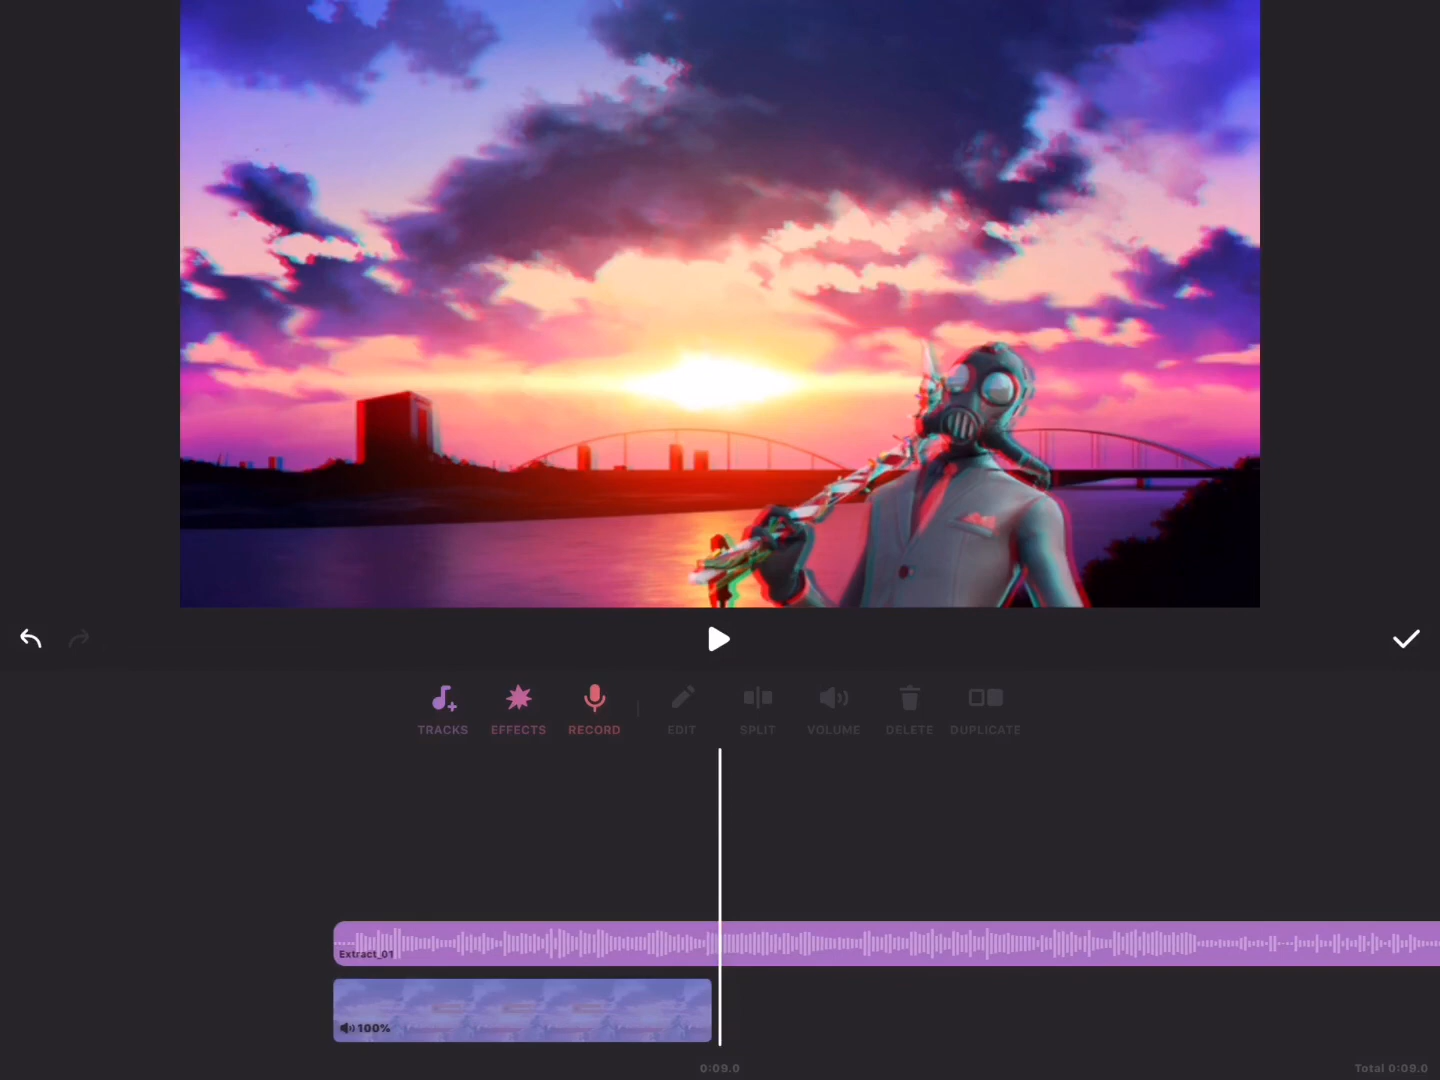 TRACKS EFFECTS RECORD EDIT SPLIT VOLUME DELETE DUPLICATE
Extract_01
100%
0:09.0 Total 0:09.0